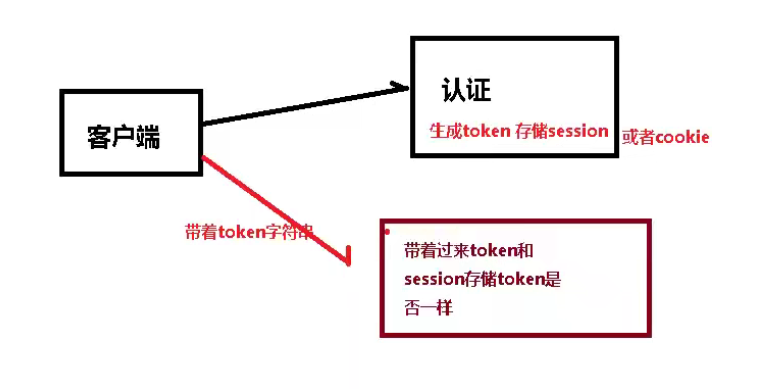 认证
生成token 存储session 或者cookie
客户端
带着token字符串
带着过来token和
session存储token是
否一样